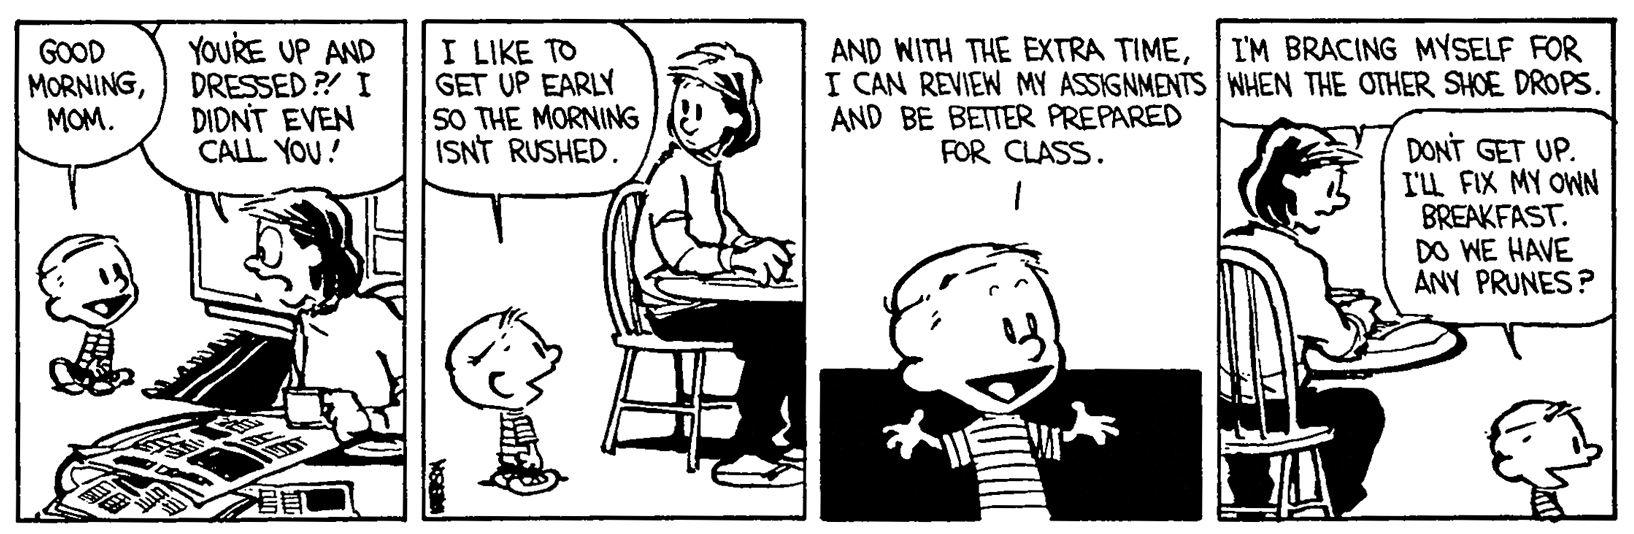 GOOD
MORNING,
MOM.
YOU'RE UP AND
DRESSED?! I
DIDN'T EVEN
CALL YOU!
I LIKE TO
GET UP EARLY
SO THE MORNING
ISN'T RUSHED.
AND WITH THE EXTRA TIME,
I CAN REVIEW MY ASSIGNMENTS
AND BE BETTER PREPARED
FOR CLASS.
I'M BRACING MYSELF FOR
WHEN THE OTHER SHOE DROPS.
DON'T GET UP.
I'LL FIX MY OWN
BREAKFAST.
DO WE HAVE
ANY PRUNES?